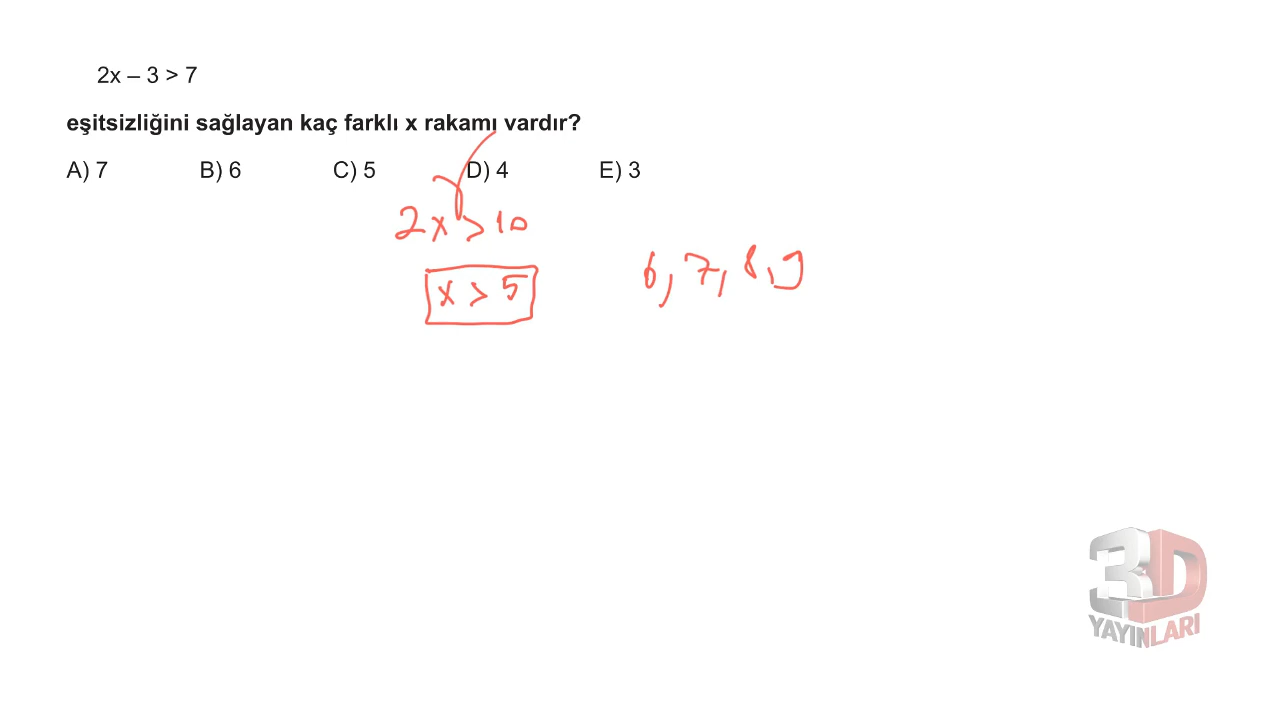 2x – 3 > 7
eşitsizliğini sağlayan kaç farklı x rakamı vardır?
A) 7 B) 6 C) 5 D) 4 E) 3
2x > 10
x > 5
6, 7, 8, 9
3D
YAYINLARI